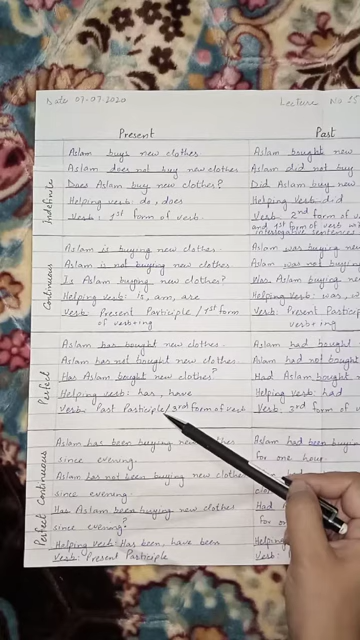 Date 07-07-2020
Lecture No 15
Present
Past
Indefinite
Aslam buys new clothes.
Aslam does not buy new clothes
Does Aslam buy new clothes?
Helping verb: do, does
Verb: 1st form of verb.
Aslam bought new
Aslam did not buy
Did Aslam buy new
Helping Verb did
Verb: 2nd form of
and 1st form of verb
interrogative sentences
Continuous
Aslam is buying new clothes
Aslam is not buying new clothes
Is Aslam buying new clothes?
Helping verb: Is, am, are
Verb: Present Participle / 1st form
of verb+ing
Aslam was buying new
Aslam was not buying
Was Aslam buying new
Helping verb: was,
Verb: Present Particip
verb+ing
Perfect
Aslam has bought new clothes.
Aslam has not bought new clothes.
Has Aslam bought new clothes?
Helping verb: has, have
Verb: Past Participle/3rd form of verb
Aslam had bought
Aslam had not bought
Had Aslam bought new
Helping verb had
Verb: 3rd form of
Perfect Continuous
Aslam has been buying new clothes
since evening.
Aslam has not been buying new clothes
since evening.
Has Aslam been buying new clothes
since evening?
Helping verb: Has been, have been
Verb: Present Participle
Aslam had been buying
for one hour.
Had
for
Helping
Verb: